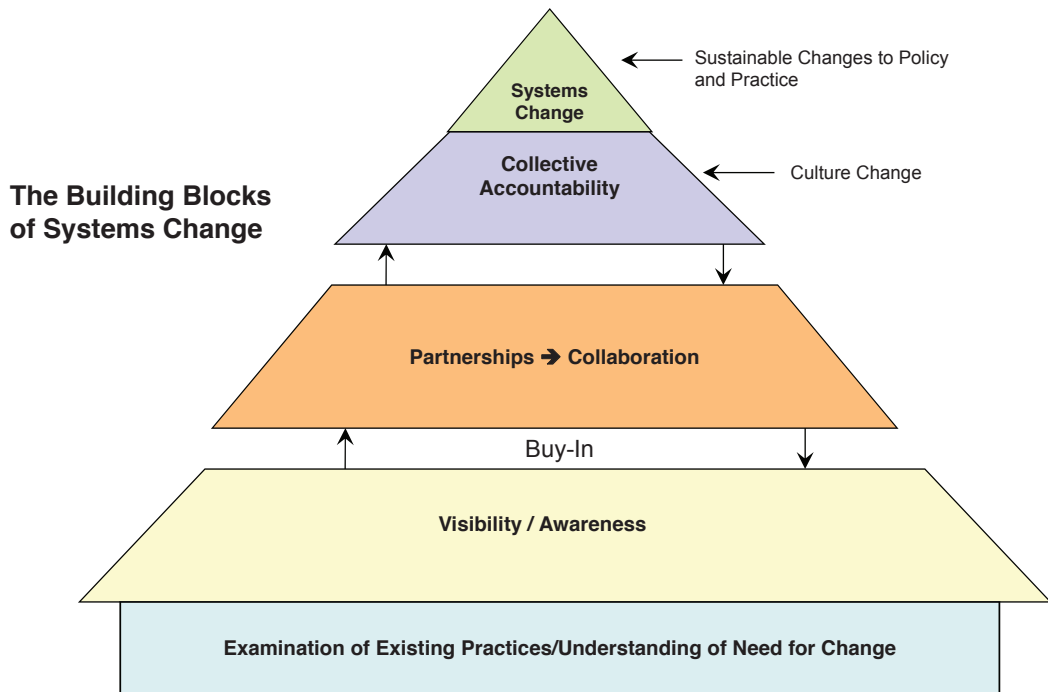 The Building Blocks
of Systems Change
Systems
Change
Sustainable Changes to Policy
and Practice
Collective
Accountability
Culture Change
Partnerships ➔ Collaboration
Buy-In
Visibility / Awareness
Examination of Existing Practices/Understanding of Need for Change